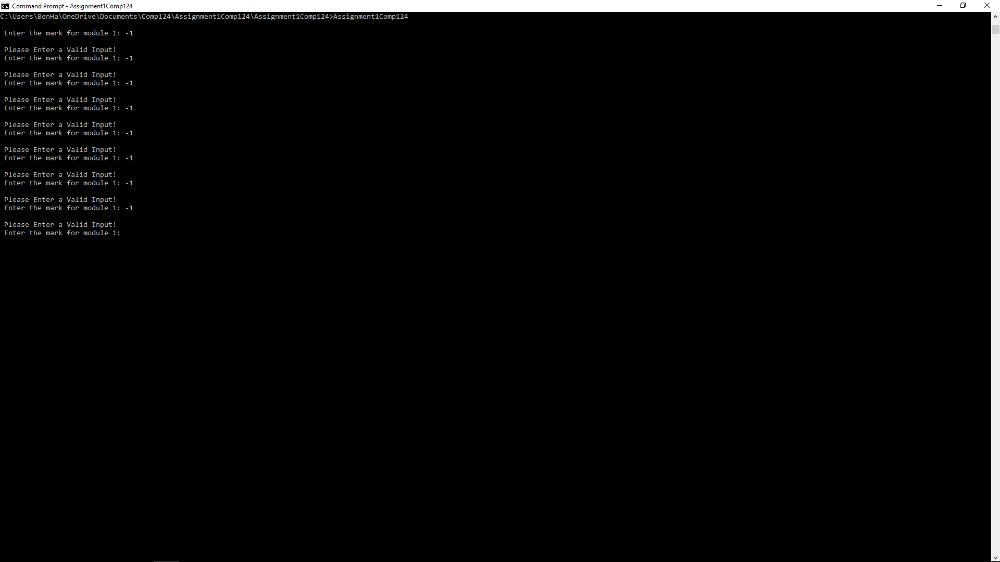 Command Prompt - Assignment1Comp124
C:\Users\BenHa\OneDrive\Documents\Comp124\Assignment1Comp124\Assignment1Comp124>Assignment1Comp124
Enter the mark for module 1: -1
Please Enter a Valid Input!
Enter the mark for module 1: -1
Please Enter a Valid Input!
Enter the mark for module 1: -1
Please Enter a Valid Input!
Enter the mark for module 1: -1
Please Enter a Valid Input!
Enter the mark for module 1: -1
Please Enter a Valid Input!
Enter the mark for module 1: -1
Please Enter a Valid Input!
Enter the mark for module 1: -1
Please Enter a Valid Input!
Enter the mark for module 1: -1
Please Enter a Valid Input!
Enter the mark for module 1: